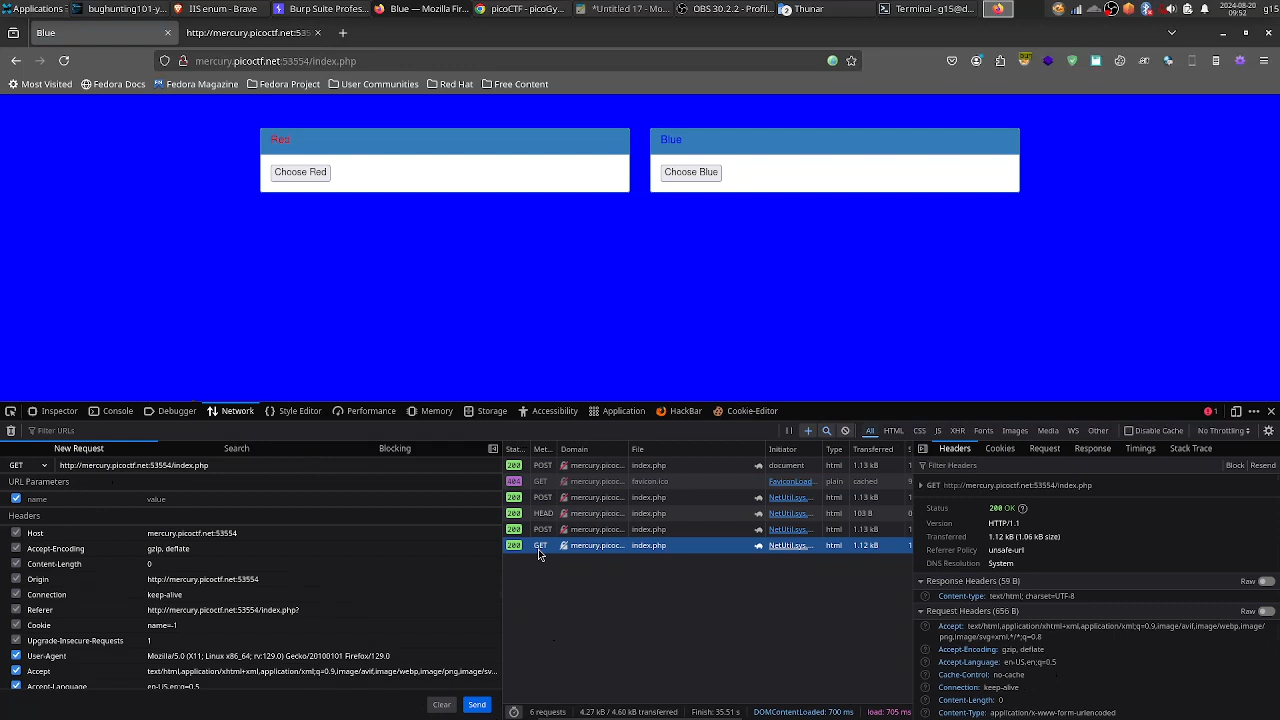 Applications
bughunting101-y...
IIS enum - Brave
Burp Suite Profes...
Blue — Mozilla Fir...
picoCTF - picoGy...
*Untitled 17 - M...
OBS 30.2.2 - Profil...
2 Thunar
Terminal - g15@d...
2024-08-20
09:52
g15
Blue
http://mercury.picoctf.net:535
mercury.picoctf.net:53554/index.php
Most Visited
Fedora Docs
Fedora Magazine
Fedora Project
User Communities
Red Hat
Free Content
Red
Blue
Choose Red
Choose Blue
Inspector
Console
Debugger
Network
Style Editor
Performance
Memory
Storage
Accessibility
Application
HackBar
Cookie-Editor
1
Filter URLs
All HTML CSS JS XHR Fonts Images Media WS Other
Disable Cache
No Throttling
New Request
Search
Blocking
GET http://mercury.picoctf.net:53554/index.php
URL Parameters
name value
Headers
Host mercury.picoctf.net:53554
Accept-Encoding gzip, deflate
Content-Length 0
Origin http://mercury.picoctf.net:53554
Connection keep-alive
Referer http://mercury.picoctf.net:53554/index.php?
Cookie name=-1
Upgrade-Insecure-Requests 1
User-Agent Mozilla/5.0 (X11; Linux x86_64; rv:129.0) Gecko/20100101 Firefox/129.0
Accept text/html,application/xhtml+xml,application/xml;q=0.9,image/avif,image/webp,image/png,image/sv...
Accept-Language en-US,en;q=0.5
Clear
Send
Stat... Met... Domain File Initiator Type Transferred
200 POST mercury.picoc... index.php document html 1.13 kB
404 GET mercury.picoc... favicon.ico FaviconLoad... plain cached 9
200 POST mercury.picoc... index.php NetUtil.sys.... html 1.13 kB 1
200 HEAD mercury.picoc... index.php NetUtil.sys.... html 103 B 0
200 POST mercury.picoc... index.php NetUtil.sys.... html 1.13 kB 1
200 GET mercury.picoc... index.php NetUtil.sys.... html 1.12 kB 1
6 requests
4.27 kB / 4.60 kB transferred
Finish: 35.51 s
DOMContentLoaded: 700 ms
load: 705 ms
Headers
Cookies
Request
Response
Timings
Stack Trace
Filter Headers
Block
Resend
GET http://mercury.picoctf.net:53554/index.php
Status 200 OK
Version HTTP/1.1
Transferred 1.12 kB (1.06 kB size)
Referrer Policy unsafe-url
DNS Resolution System
Response Headers (59 B)
Raw
Content-type: text/html; charset=UTF-8
Request Headers (656 B)
Raw
Accept: text/html,application/xhtml+xml,application/xml;q=0.9,image/avif,image/webp,image/
png,image/svg+xml,*/*;q=0.8
Accept-Encoding: gzip, deflate
Accept-Language: en-US,en;q=0.5
Cache-Control: no-cache
Connection: keep-alive
Content-Length: 0
Content-Type: application/x-www-form-urlencoded